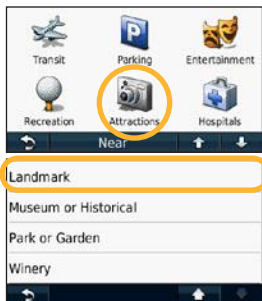 Transit Parking Entertainment
Recreation Attractions Hospitals
Near
Landmark
Museum or Historical
Park or Garden
Winery